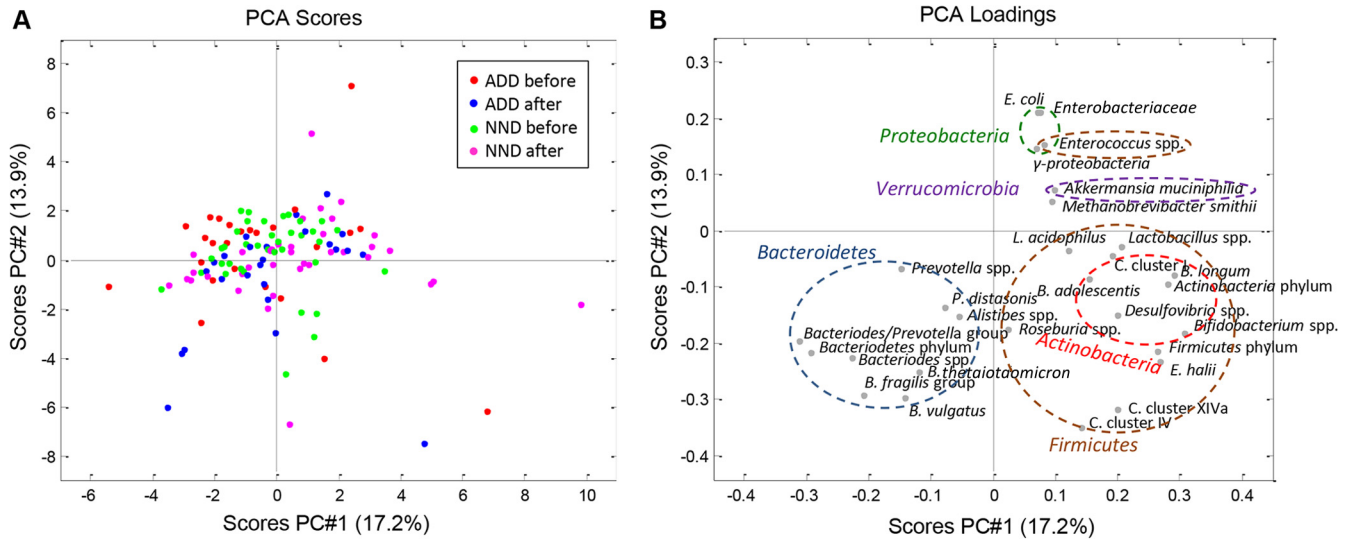 A
PCA Scores
8
6
4
2
0
-2
-4
-6
-8
Scores PC#2 (13.9%)
ADD before
ADD after
NND before
NND after
-6
-4
-2
0
2
4
6
8
10
Scores PC#1 (17.2%)
B
PCA Loadings
0.3
0.2
0.1
0
-0.1
-0.2
-0.3
-0.4
Scores PC#2 (13.9%)
E. coli
Enterobacteriaceae
Proteobacteria
Enterococcus spp.
γ-proteobacteria
Verrucomicrobia
Akkermansia muciniphilia
Methanobrevibacter smithii
L. acidophilus
Lactobacillus spp.
Bacteroidetes
Prevotella spp.
C. cluster I
B. longum
B. adolescentis
Actinobacteria phylum
P. distasonis
Alistipes spp.
Desulfovibrio spp.
Roseburia spp.
Bifidobacterium spp.
Bacteriodes/Prevotella group
Bacteriodetes phylum
Actinobacteria
Firmicutes phylum
Bacteriodes spp.
B.thetaiotaomicron
E. halii
B. fragilis group
B. vulgatus
C. cluster XIVa
C. cluster IV
Firmicutes
-0.4
-0.3
-0.2
-0.1
0
0.1
0.2
0.3
0.4
Scores PC#1 (17.2%)